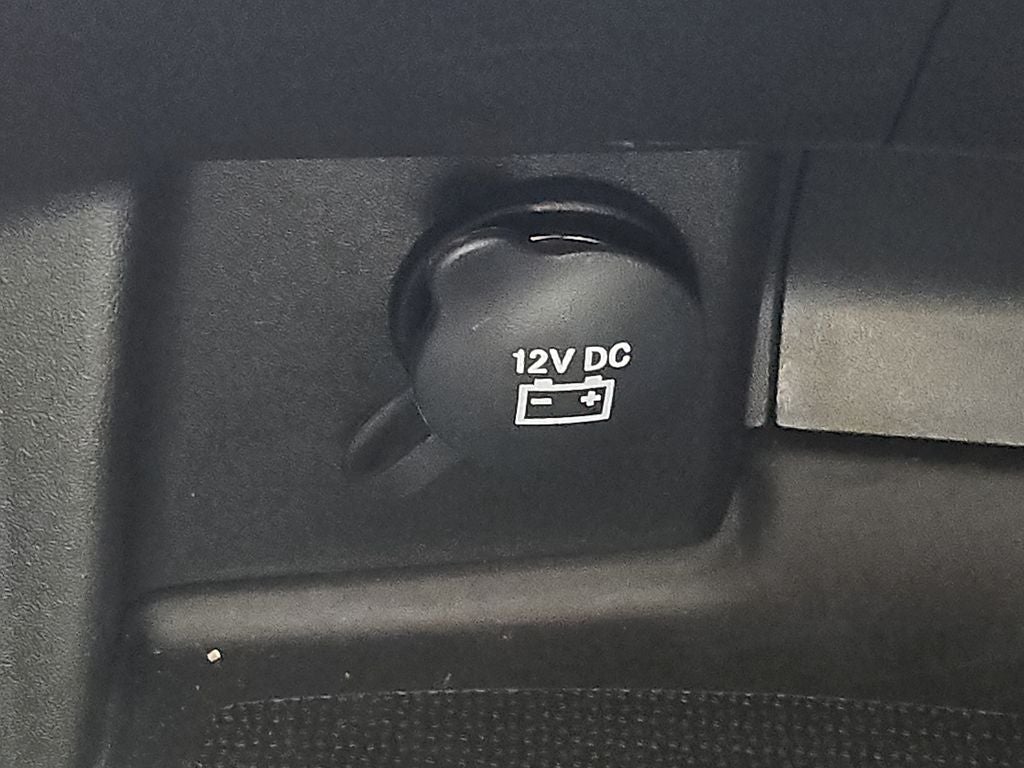 12V DC
- +